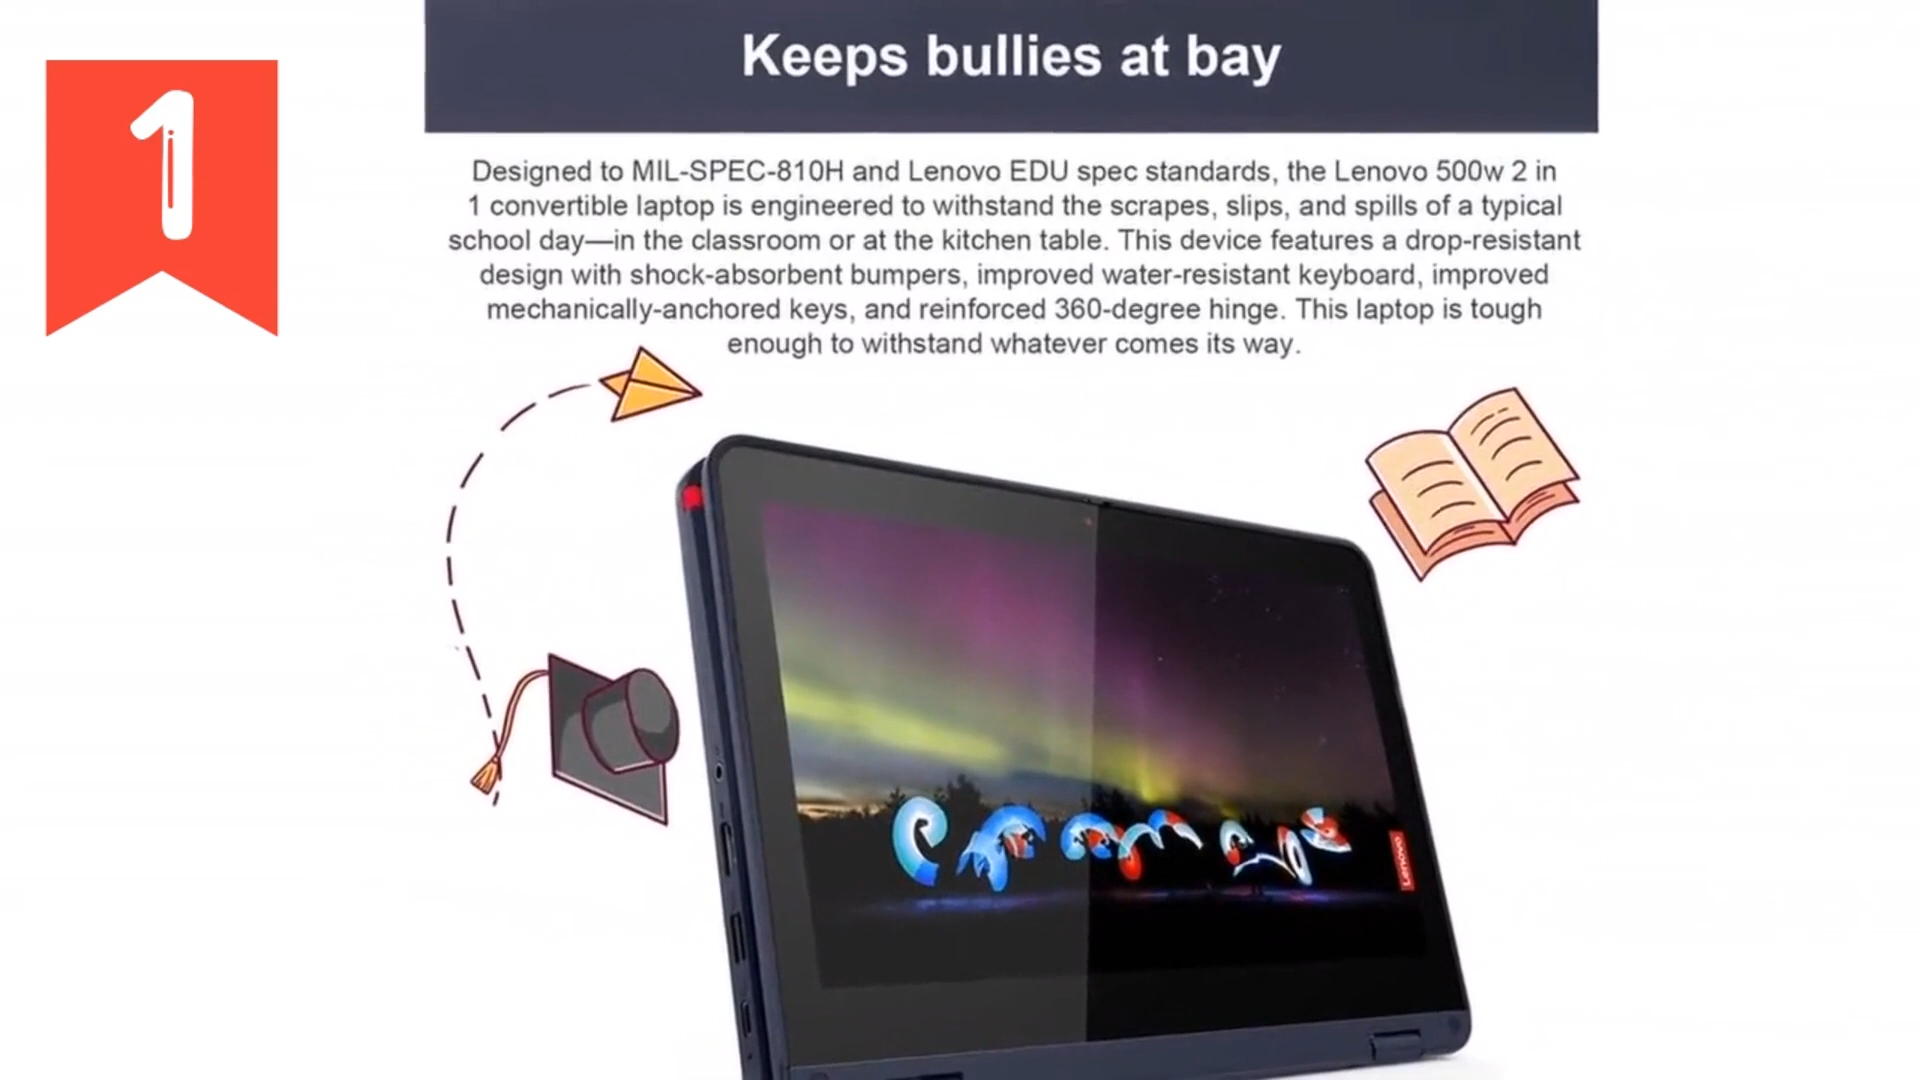 1
Keeps bullies at bay
Designed to MIL-SPEC-810H and Lenovo EDU spec standards, the Lenovo 500w 2 in
1 convertible laptop is engineered to withstand the scrapes, slips, and spills of a typical
school day—in the classroom or at the kitchen table. This device features a drop-resistant
design with shock-absorbent bumpers, improved water-resistant keyboard, improved
mechanically-anchored keys, and reinforced 360-degree hinge. This laptop is tough
enough to withstand whatever comes its way.
Lenovo